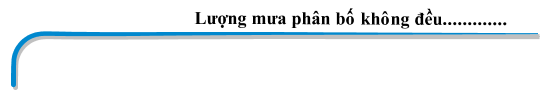 Lượng mưa phân bố không đều.............